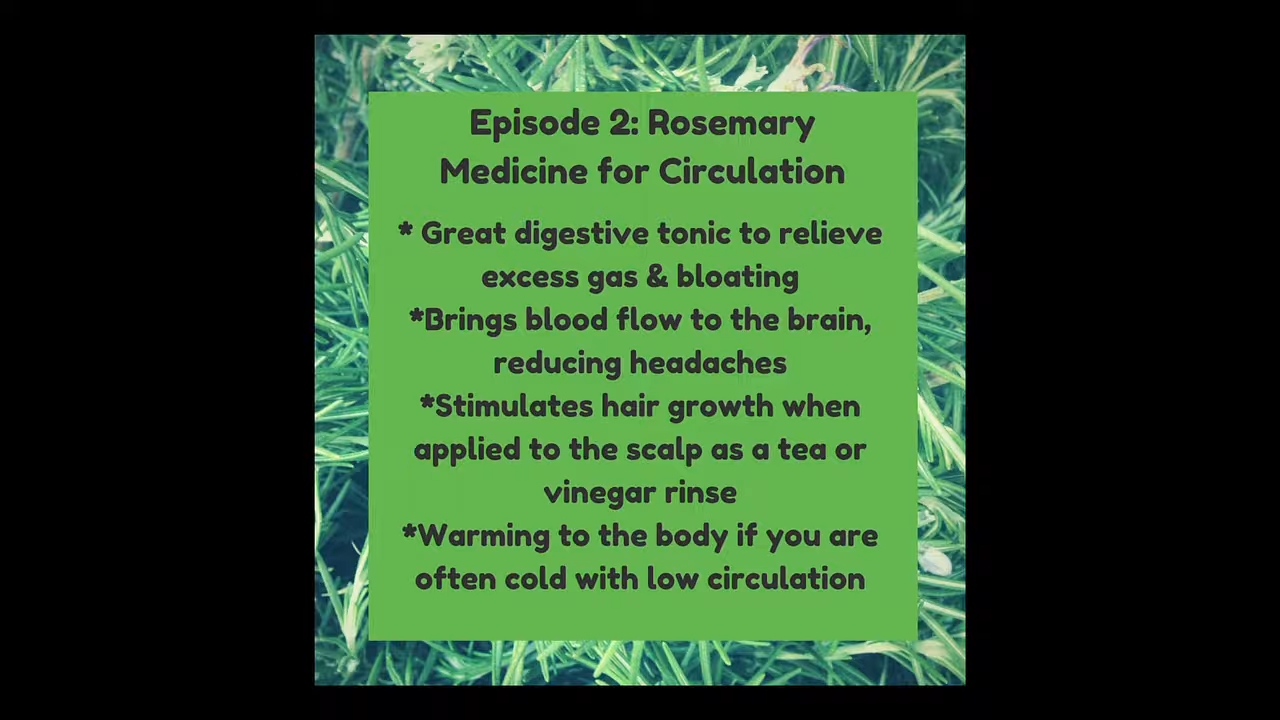 Episode 2: Rosemary
Medicine for Circulation
* Great digestive tonic to relieve
excess gas & bloating
*Brings blood flow to the brain,
reducing headaches
*Stimulates hair growth when
applied to the scalp as a tea or
vinegar rinse
*Warming to the body if you are
often cold with low circulation